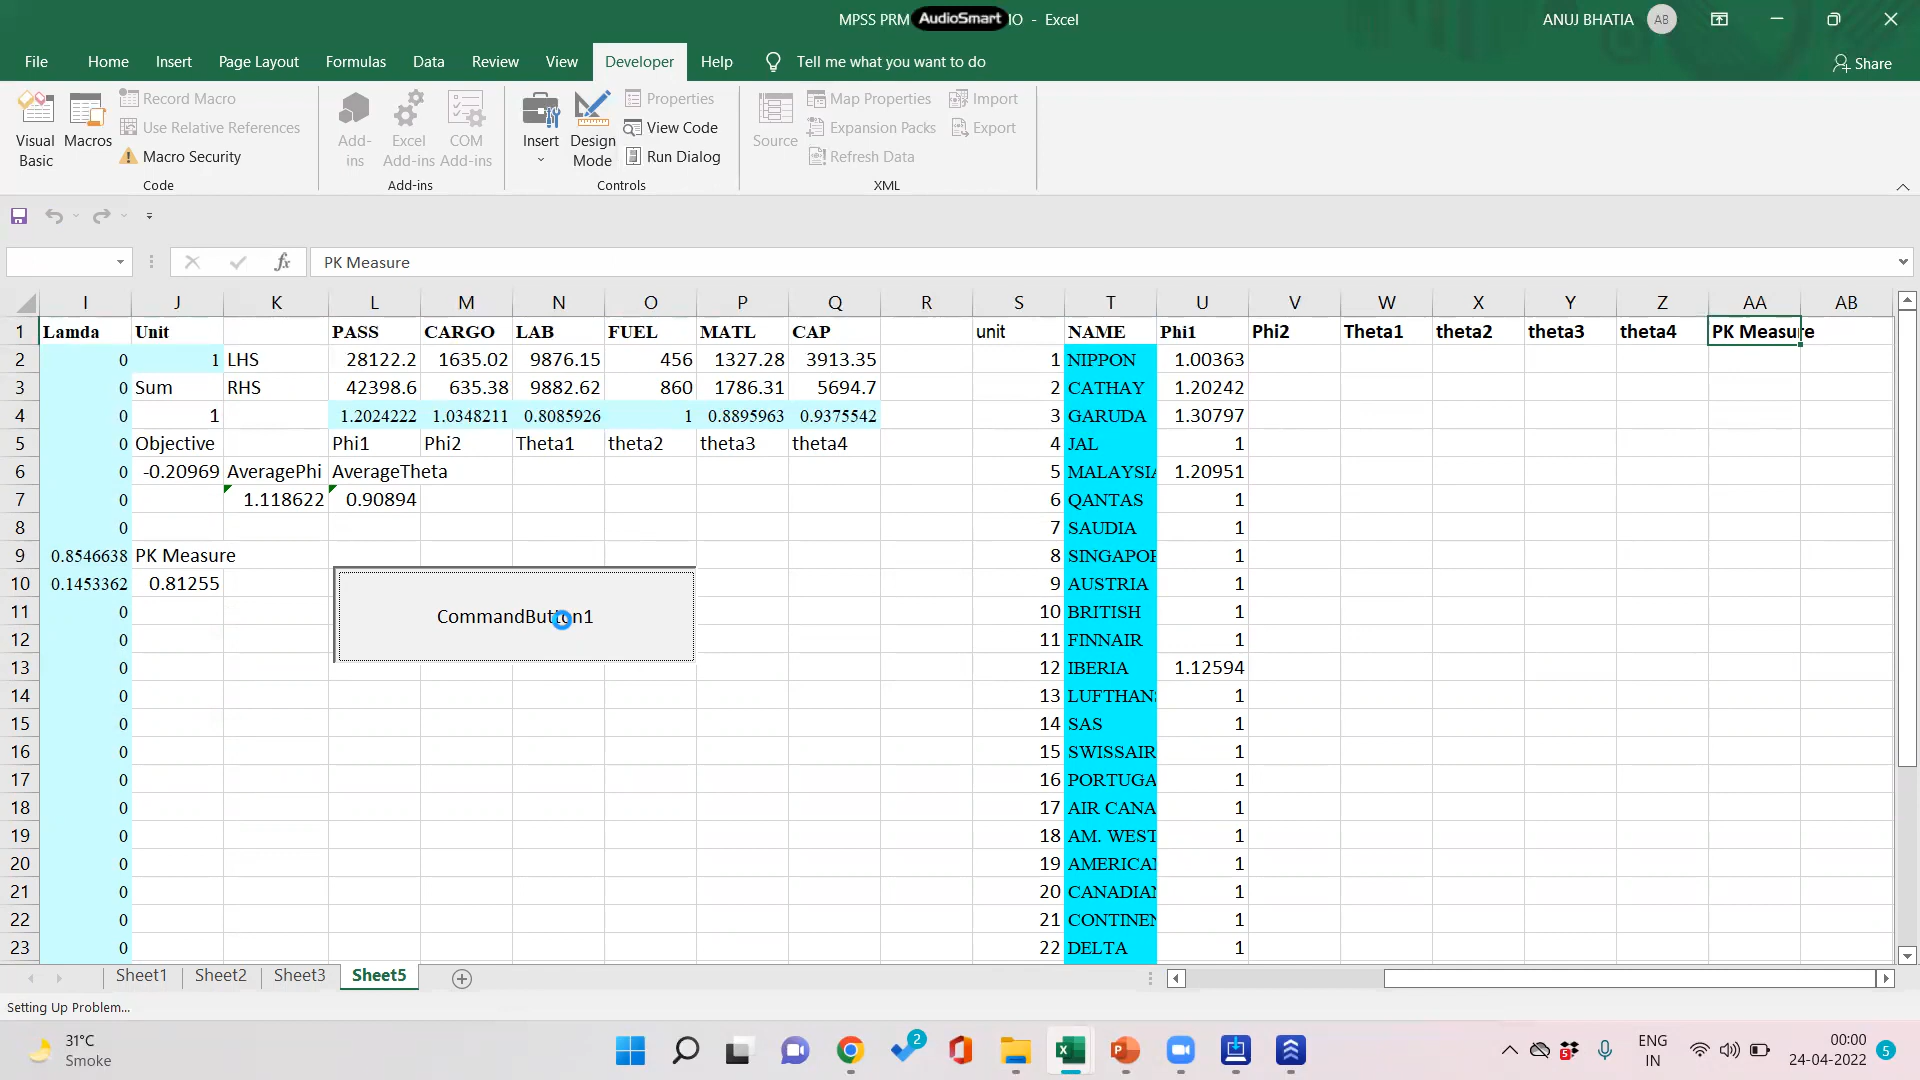 MPSS PRM AudioSmart IO - Excel
ANUJ BHATIA AB
File Home Insert Page Layout Formulas Data Review View Developer Help Tell me what you want to do Share
Visual Basic
Macros
Record Macro
Use Relative References
Macro Security
Code
Add-ins
Excel Add-ins
COM Add-ins
Add-ins
Insert
Design Mode
Properties
View Code
Run Dialog
Controls
Source
Map Properties
Expansion Packs
Refresh Data
Import
Export
XML
fx PK Measure
I J K L M N O P Q R S T U V W X Y Z AA AB
1 Lamda Unit PASS CARGO LAB FUEL MATL CAP unit NAME Phi1 Phi2 Theta1 theta2 theta3 theta4 PK Measure
2 0 1 LHS 28122.2 1635.02 9876.15 456 1327.28 3913.35 1 NIPPON 1.00363
3 0 Sum RHS 42398.6 635.38 9882.62 860 1786.31 5694.7 2 CATHAY 1.20242
4 0 1 1.2024222 1.0348211 0.8085926 1 0.8895963 0.9375542 3 GARUDA 1.30797
5 0 Objective Phi1 Phi2 Theta1 theta2 theta3 theta4 4 JAL 1
6 0 -0.20969 AveragePhi AverageTheta 5 MALAYSIA 1.20951
7 0 1.118622 0.90894 6 QANTAS 1
8 0 7 SAUDIA 1
9 0.8546638 PK Measure 8 SINGAPOR 1
10 0.1453362 0.81255 9 AUSTRIA 1
11 0 CommandButton1 10 BRITISH 1
12 0 11 FINNAIR 1
13 0 12 IBERIA 1.12594
14 0 13 LUFTHAN 1
15 0 14 SAS 1
16 0 15 SWISSAIR 1
17 0 16 PORTUGA 1
18 0 17 AIR CANA 1
19 0 18 AM. WEST 1
20 0 19 AMERICA 1
21 0 20 CANADIAN 1
22 0 21 CONTINEN 1
23 0 22 DELTA 1
Sheet1 Sheet2 Sheet3 Sheet5
Setting Up Problem...
31°C
Smoke
2
5
ENG
IN
00:00
24-04-2022
5